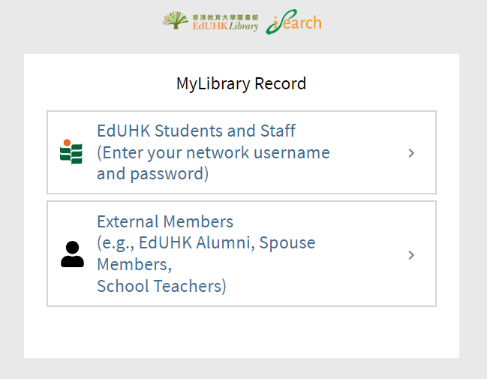 香港教育大學圖書館
EdUHK Library
iSearch
MyLibrary Record
EdUHK Students and Staff
(Enter your network username
and password)
External Members
(e.g., EdUHK Alumni, Spouse
Members,
School Teachers)